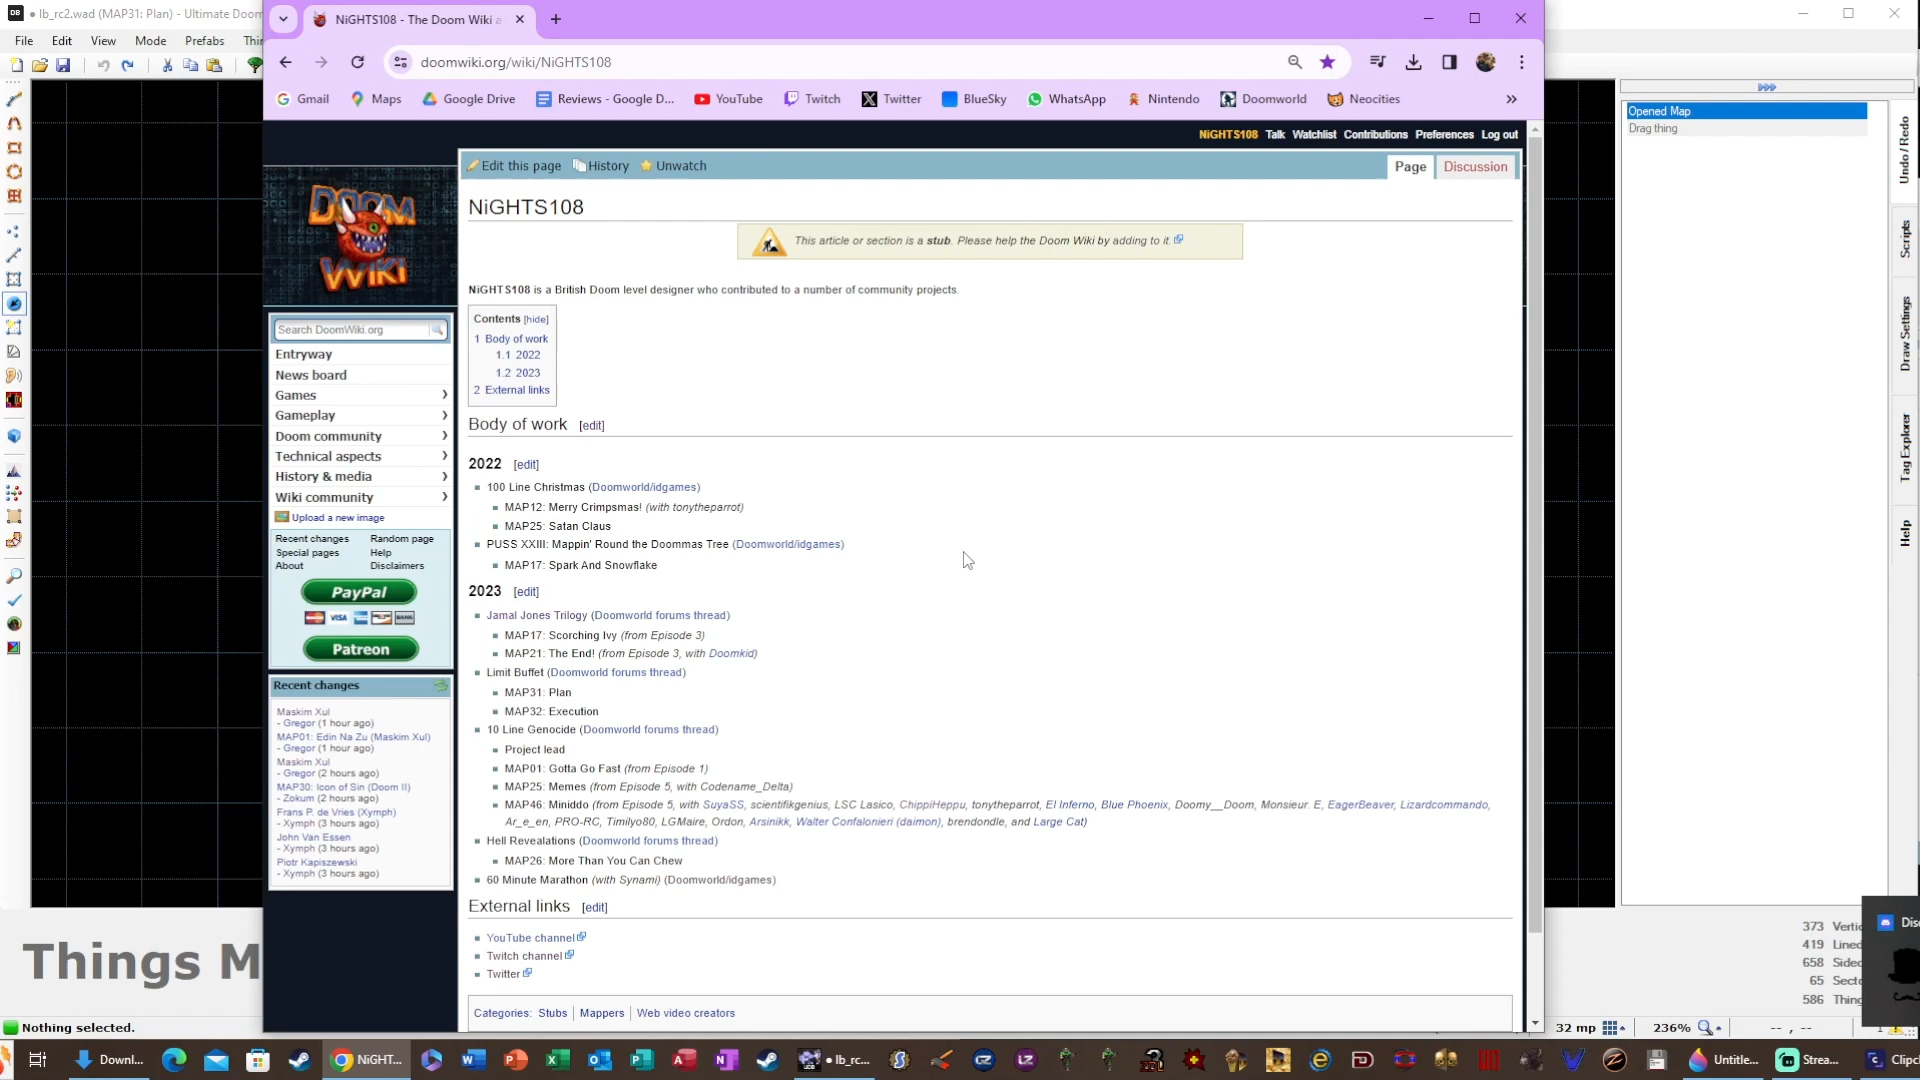 lb_rc2.wad (MAP31: Plan) - Ultimate Doom
NiGHTS108 - The Doom Wiki a
File Edit View Mode Prefabs
doomwiki.org/wiki/NiGHTS108
Gmail Maps Google Drive Reviews - Google D... YouTube Twitch Twitter BlueSky WhatsApp Nintendo Doomworld Neocities
Opened Map
Drag thing
Undo / Redo
Scripts
Draw Settings
Tag Explorer
Help
NiGHTS108 Talk Watchlist Contributions Preferences Log out
Edit this page History Unwatch
Page Discussion
DOOM
WIKI
Search DoomWiki.org
Entryway
News board
Games
Gameplay
Doom community
Technical aspects
History & media
Wiki community
Upload a new image
Recent changes Random page
Special pages Help
About Disclaimers
PayPal
VISA
Patreon
Recent changes
Maskim Xul
- Gregor (1 hour ago)
MAP01: Edin Na Zu (Maskim Xul)
- Gregor (1 hour ago)
Maskim Xul
- Gregor (2 hours ago)
MAP30: Icon of Sin (Doom II)
- Zokum (2 hours ago)
Frans P. de Vries (Xymph)
- Xymph (3 hours ago)
John Van Essen
- Xymph (3 hours ago)
Piotr Kapiszewski
- Xymph (3 hours ago)
NiGHTS108
This article or section is a stub. Please help the Doom Wiki by adding to it.
NiGHTS108 is a British Doom level designer who contributed to a number of community projects.
Contents [hide]
1 Body of work
1.1 2022
1.2 2023
2 External links
Body of work [edit]
2022 [edit]
100 Line Christmas (Doomworld/idgames)
MAP12: Merry Crimpsmas! (with tonytheparrot)
MAP25: Satan Claus
PUSS XXIII: Mappin' Round the Doommas Tree (Doomworld/idgames)
MAP17: Spark And Snowflake
2023 [edit]
Jamal Jones Trilogy (Doomworld forums thread)
MAP17: Scorching Ivy (from Episode 3)
MAP21: The End! (from Episode 3, with Doomkid)
Limit Buffet (Doomworld forums thread)
MAP31: Plan
MAP32: Execution
10 Line Genocide (Doomworld forums thread)
Project lead
MAP01: Gotta Go Fast (from Episode 1)
MAP25: Memes (from Episode 5, with Codename_Delta)
MAP46: Miniddo (from Episode 5, with SuyaSS, scientifikgenius, LSC Lasico, ChippiHeppu, tonytheparrot, El Inferno, Blue Phoenix, Doomy__Doom, Monsieur. E, EagerBeaver, Lizardcommando,
Ar_e_en, PRO-RC, Timilyo80, LGMaire, Ordon, Arsinikk, Walter Confalonieri (daimon), brendondle, and Large Cat)
Hell Revealations (Doomworld forums thread)
MAP26: More Than You Can Chew
60 Minute Marathon (with Synami) (Doomworld/idgames)
External links [edit]
YouTube channel
Twitch channel
Twitter
Categories: Stubs | Mappers | Web video creators
Things M
Nothing selected.
373 Vertic
419 Lined
658 Sided
65 Secto
586 Thing
Disc
32 mp 236% -- , --
Downl... NiGHT... lb_rc... Untitle... Strea... Clipcl